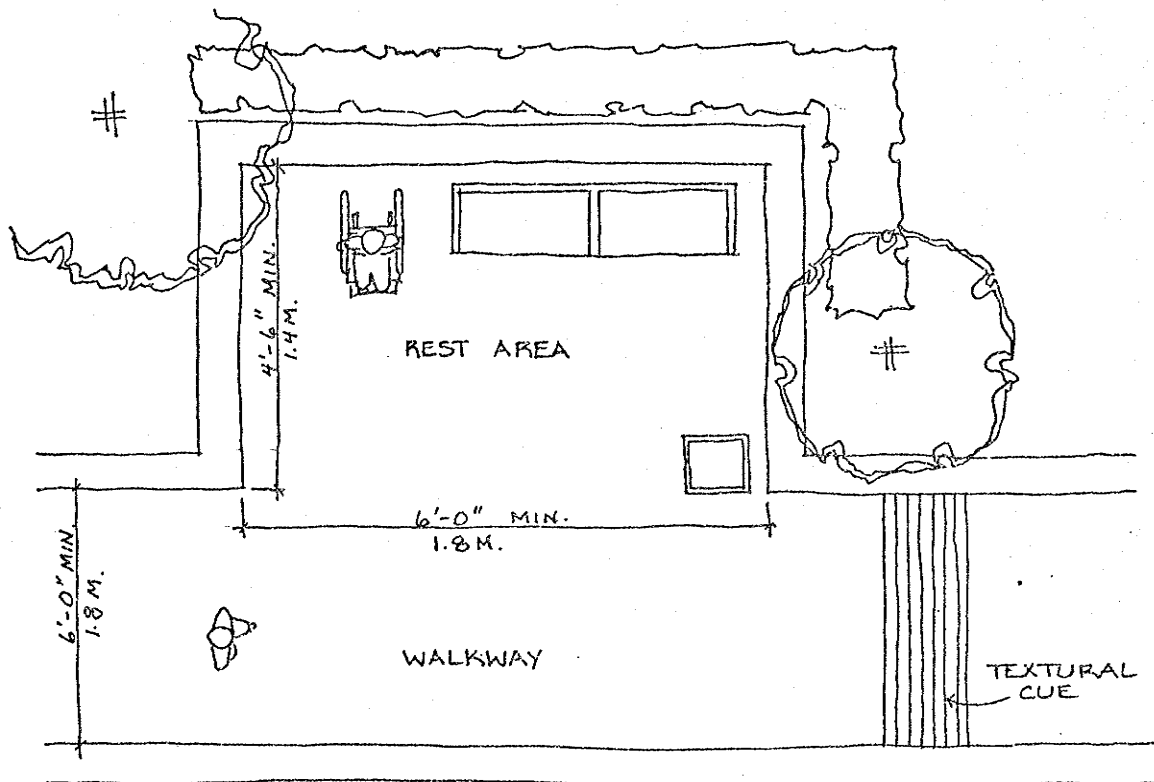 4'-6" MIN.
1.4 M.
REST AREA
6'-0" MIN.
1.8 M.
6'-0" MIN
1.8 M.
WALKWAY
TEXTURAL
CUE